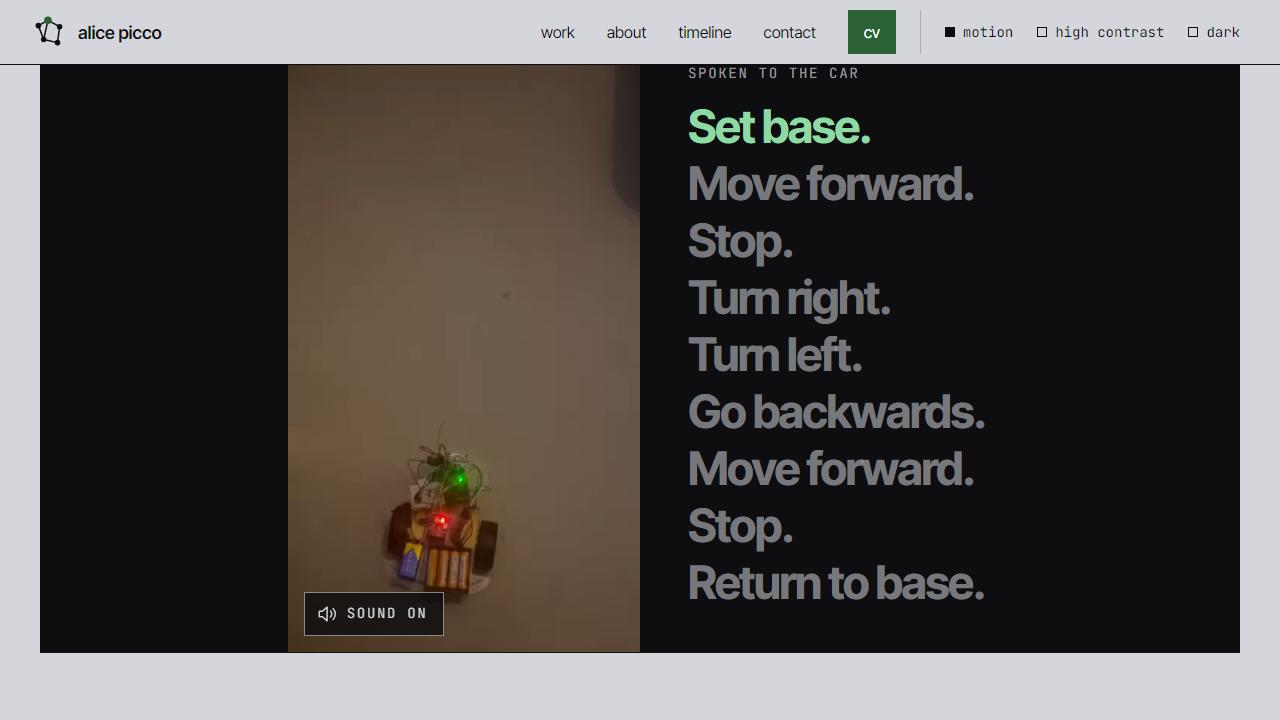 alice picco
work
about
timeline
contact
cv
motion
high contrast
dark
SPOKEN TO THE CAR
Set base.
Move forward.
Stop.
Turn right.
Turn left.
Go backwards.
Move forward.
Stop.
Return to base.
SOUND ON